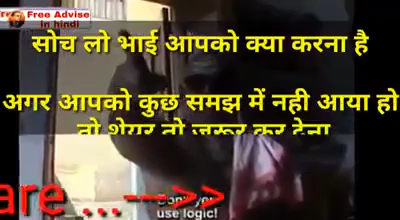 Free Advise
in hindi
सोच लो भाई आपको क्या करना है
अगर आपको कुछ समझ में नही आया हो
तो शेयर तो जरूर कर देना
are ...--->>
use logic!